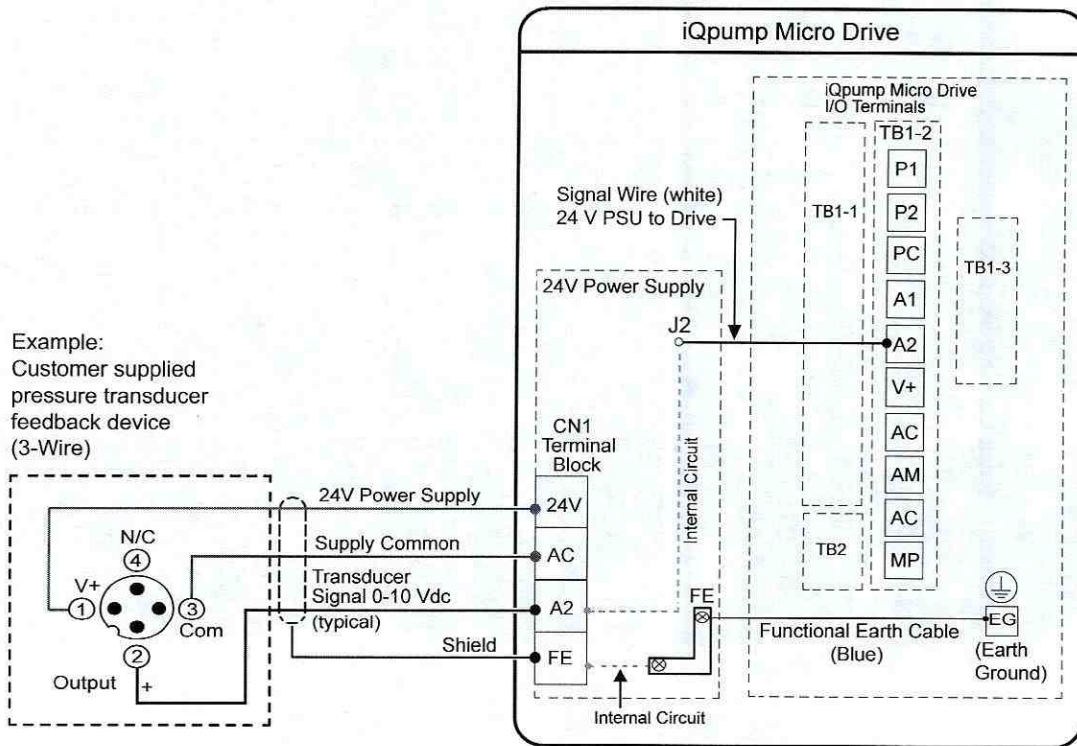 iQpump Micro Drive
iQpump Micro Drive
I/O Terminals
TB1-2
P1
P2
PC
A1
A2
V+
AC
AM
AC
MP
TB1-1
TB2
TB1-3
Signal Wire (white)
24 V PSU to Drive
24V Power Supply
J2
Internal Circuit
CN1
Terminal
Block
24V
AC
A2
FE
FE
Internal Circuit
Functional Earth Cable
(Blue)
EG
(Earth
Ground)
Example:
Customer supplied
pressure transducer
feedback device
(3-Wire)
24V Power Supply
Supply Common
Transducer
Signal 0-10 Vdc
(typical)
Shield
N/C
4
V+
1
3
Com
2
Output
+